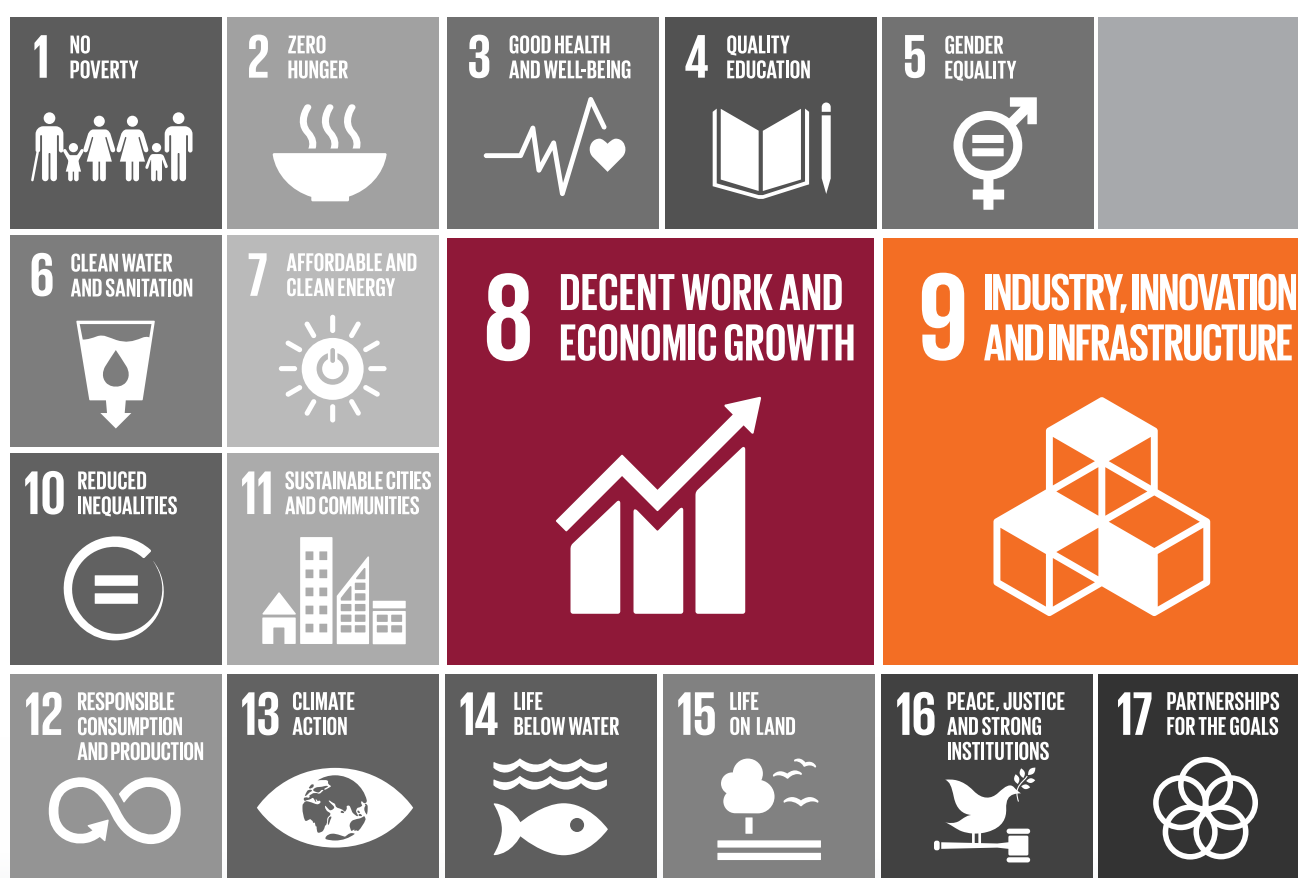 1 NO
POVERTY
2 ZERO
HUNGER
3 GOOD HEALTH
AND WELL-BEING
4 QUALITY
EDUCATION
5 GENDER
EQUALITY
6 CLEAN WATER
AND SANITATION
7 AFFORDABLE AND
CLEAN ENERGY
8 DECENT WORK AND
ECONOMIC GROWTH
9 INDUSTRY, INNOVATION
AND INFRASTRUCTURE
10 REDUCED
INEQUALITIES
11 SUSTAINABLE CITIES
AND COMMUNITIES
12 RESPONSIBLE
CONSUMPTION
AND PRODUCTION
13 CLIMATE
ACTION
14 LIFE
BELOW WATER
15 LIFE
ON LAND
16 PEACE, JUSTICE
AND STRONG
INSTITUTIONS
17 PARTNERSHIPS
FOR THE GOALS